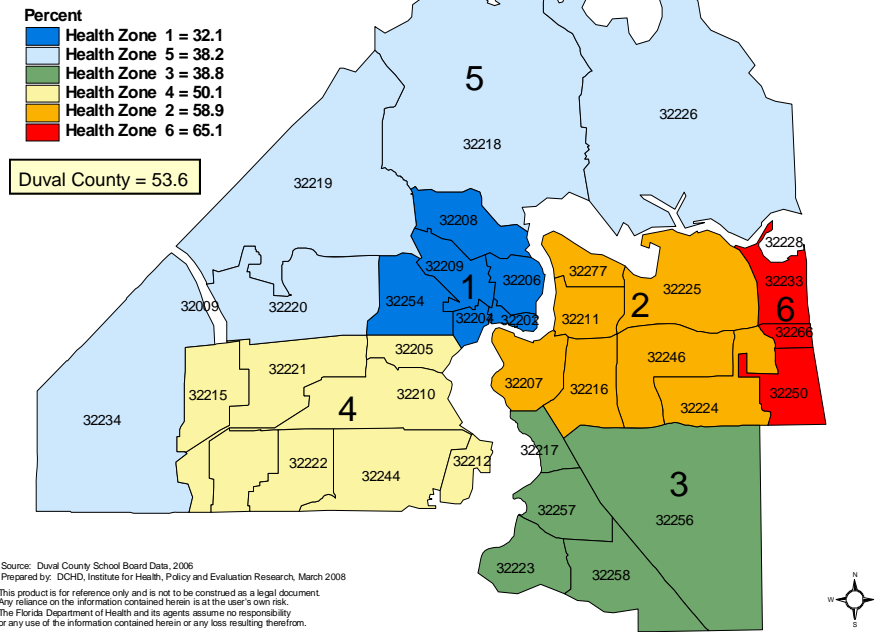 Percent
Health Zone 1 = 32.1
Health Zone 5 = 38.2
Health Zone 3 = 38.8
Health Zone 4 = 50.1
Health Zone 2 = 58.9
Health Zone 6 = 65.1
Duval County = 53.6
5
32226
32218
32219
32208
32228
32209
32277
32233
32206
32225
1
32009
32220
32254
2
6
32204
32202
32211
32266
32205
32246
32221
32207
32216
32250
32215
32210
4
32224
32234
32217
32222
32212
32244
3
32257
32256
32223
32258
Source: Duval County School Board Data, 2006
Prepared by: DCHD, Institute for Health, Policy and Evaluation Research, March 2008
This product is for reference only and is not to be construed as a legal document.
Any reliance on the information contained herein is at the user's own risk.
The Florida Department of Health and its agents assume no responsibility
or any use of the information contained herein or any loss resulting therefrom.
N
W
E
S